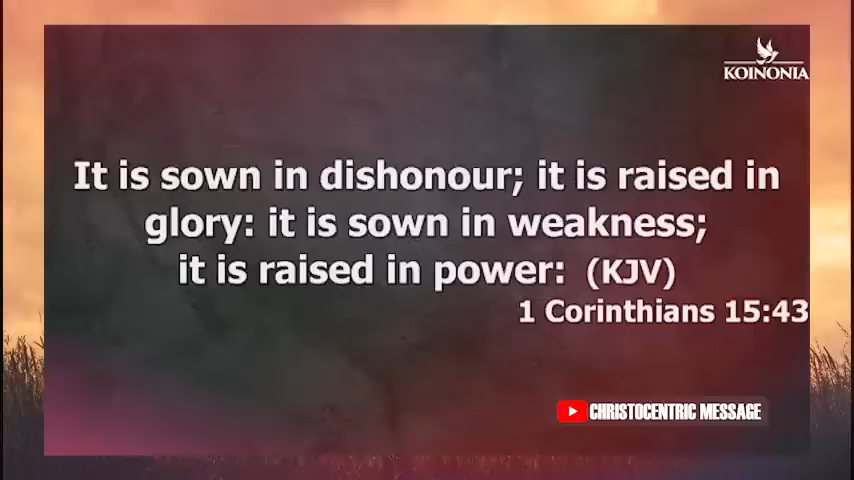 KOINONIA
It is sown in dishonour; it is raised in
glory: it is sown in weakness;
it is raised in power: (KJV)
1 Corinthians 15:43
CHRISTOCENTRIC MESSAGE